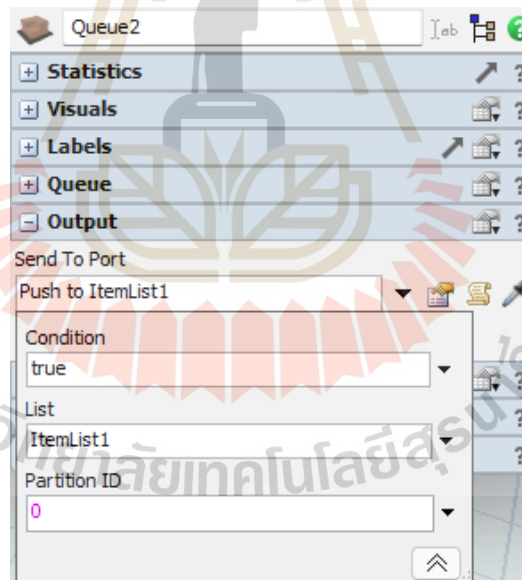 Queue2
Statistics
Visuals
Labels
Queue
Output
Send To Port
Push to ItemList1
Condition
true
List
ItemList1
Partition ID
0